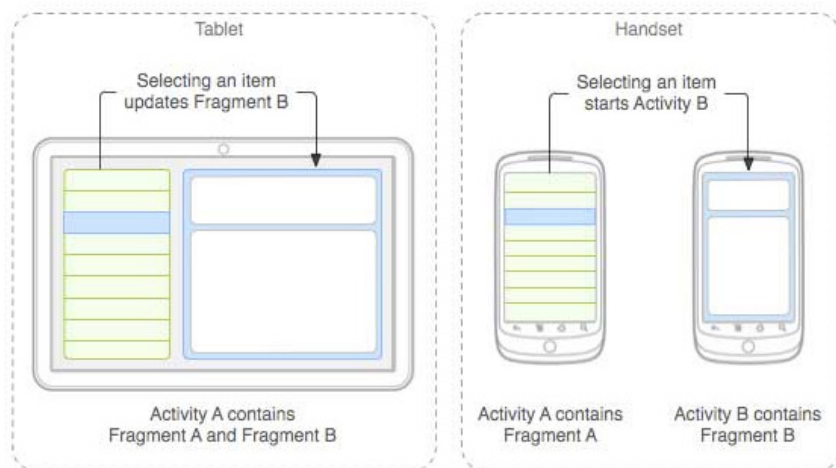 Tablet
Selecting an item
updates Fragment B
Activity A contains
Fragment A and Fragment B
Handset
Selecting an item
starts Activity B
Activity A contains
Fragment A
Activity B contains
Fragment B